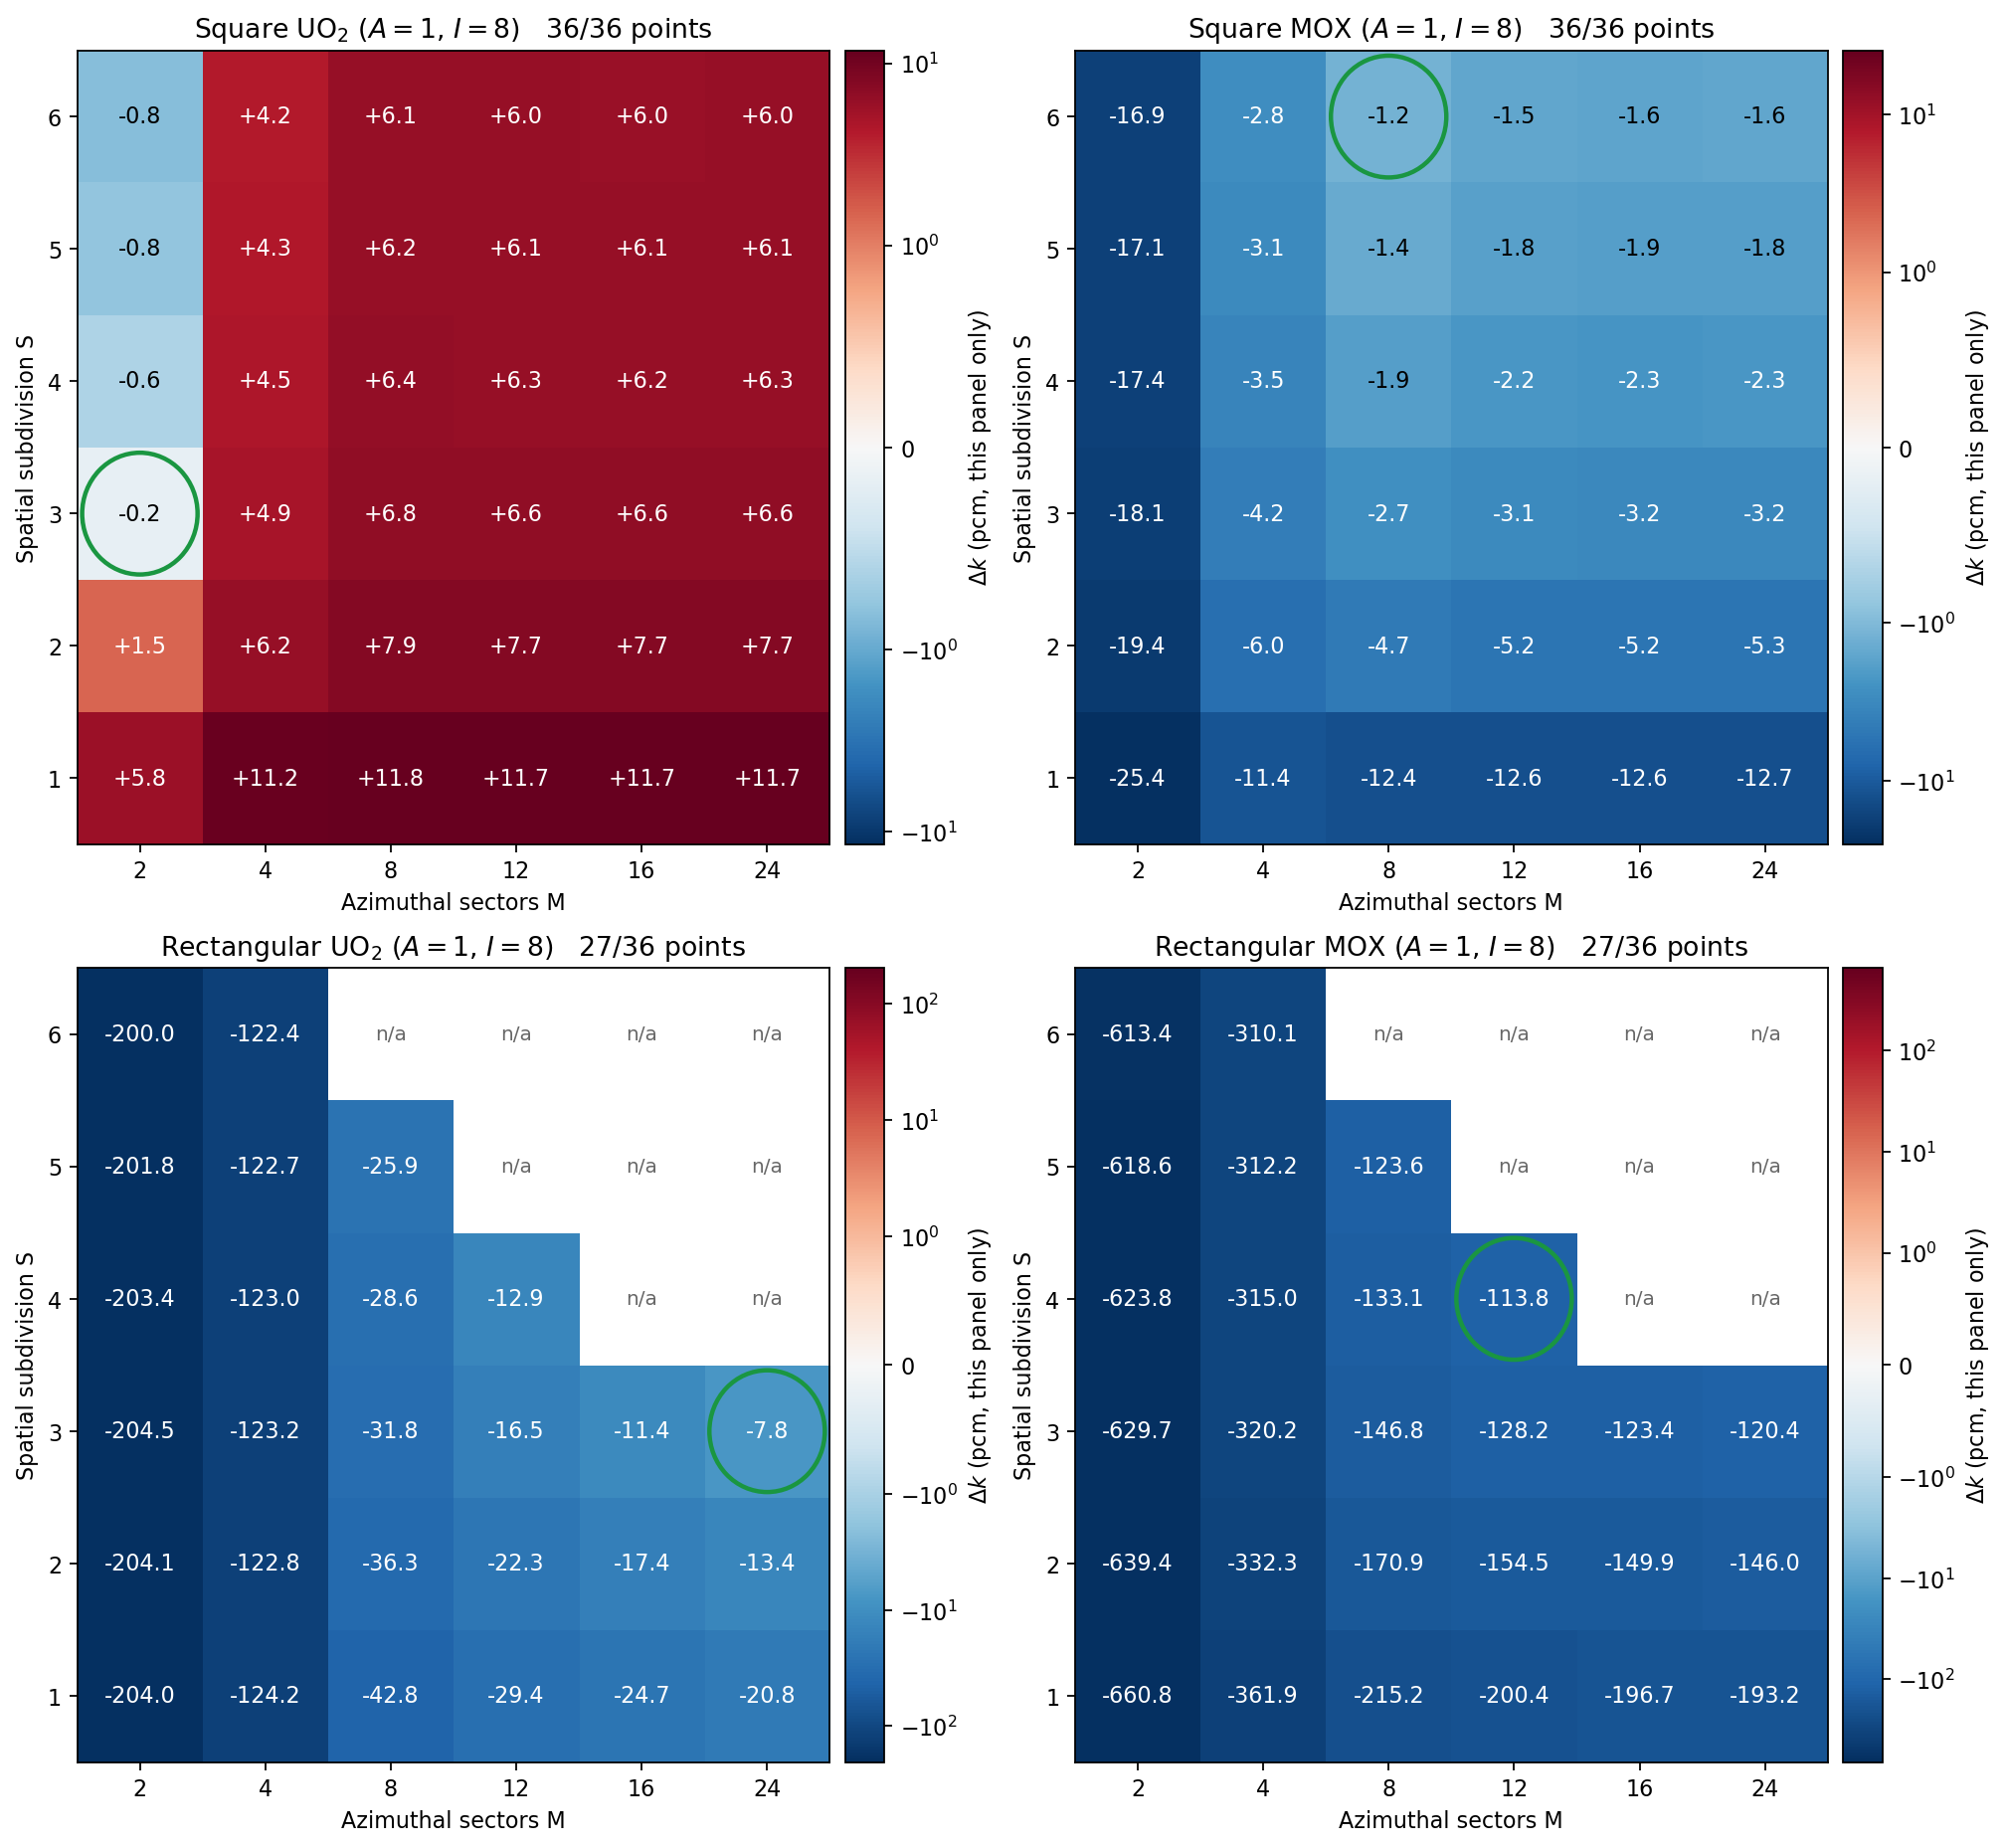 Square UO₂ (A = 1, I = 8)   36/36 points
6 -0.8 +4.2 +6.1 +6.0 +6.0 +6.0
5 -0.8 +4.3 +6.2 +6.1 +6.1 +6.1
4 -0.6 +4.5 +6.4 +6.3 +6.2 +6.3
3 -0.2 +4.9 +6.8 +6.6 +6.6 +6.6
2 +1.5 +6.2 +7.9 +7.7 +7.7 +7.7
1 +5.8 +11.2 +11.8 +11.7 +11.7 +11.7
2 4 8 12 16 24
Azimuthal sectors M
Spatial subdivision S
10¹
10⁰
0
−10⁰
−10¹
Δk (pcm, this panel only)
Square MOX (A = 1, I = 8)   36/36 points
6 -16.9 -2.8 -1.2 -1.5 -1.6 -1.6
5 -17.1 -3.1 -1.4 -1.8 -1.9 -1.8
4 -17.4 -3.5 -1.9 -2.2 -2.3 -2.3
3 -18.1 -4.2 -2.7 -3.1 -3.2 -3.2
2 -19.4 -6.0 -4.7 -5.2 -5.2 -5.3
1 -25.4 -11.4 -12.4 -12.6 -12.6 -12.7
2 4 8 12 16 24
Azimuthal sectors M
Spatial subdivision S
10¹
10⁰
0
−10⁰
−10¹
Δk (pcm, this panel only)
Rectangular UO₂ (A = 1, I = 8)   27/36 points
6 -200.0 -122.4 n/a n/a n/a n/a
5 -201.8 -122.7 -25.9 n/a n/a n/a
4 -203.4 -123.0 -28.6 -12.9 n/a n/a
3 -204.5 -123.2 -31.8 -16.5 -11.4 -7.8
2 -204.1 -122.8 -36.3 -22.3 -17.4 -13.4
1 -204.0 -124.2 -42.8 -29.4 -24.7 -20.8
2 4 8 12 16 24
Azimuthal sectors M
Spatial subdivision S
10²
10¹
10⁰
0
−10⁰
−10¹
−10²
Δk (pcm, this panel only)
Rectangular MOX (A = 1, I = 8)   27/36 points
6 -613.4 -310.1 n/a n/a n/a n/a
5 -618.6 -312.2 -123.6 n/a n/a n/a
4 -623.8 -315.0 -133.1 -113.8 n/a n/a
3 -629.7 -320.2 -146.8 -128.2 -123.4 -120.4
2 -639.4 -332.3 -170.9 -154.5 -149.9 -146.0
1 -660.8 -361.9 -215.2 -200.4 -196.7 -193.2
2 4 8 12 16 24
Azimuthal sectors M
Spatial subdivision S
10²
10¹
10⁰
0
−10⁰
−10¹
−10²
Δk (pcm, this panel only)